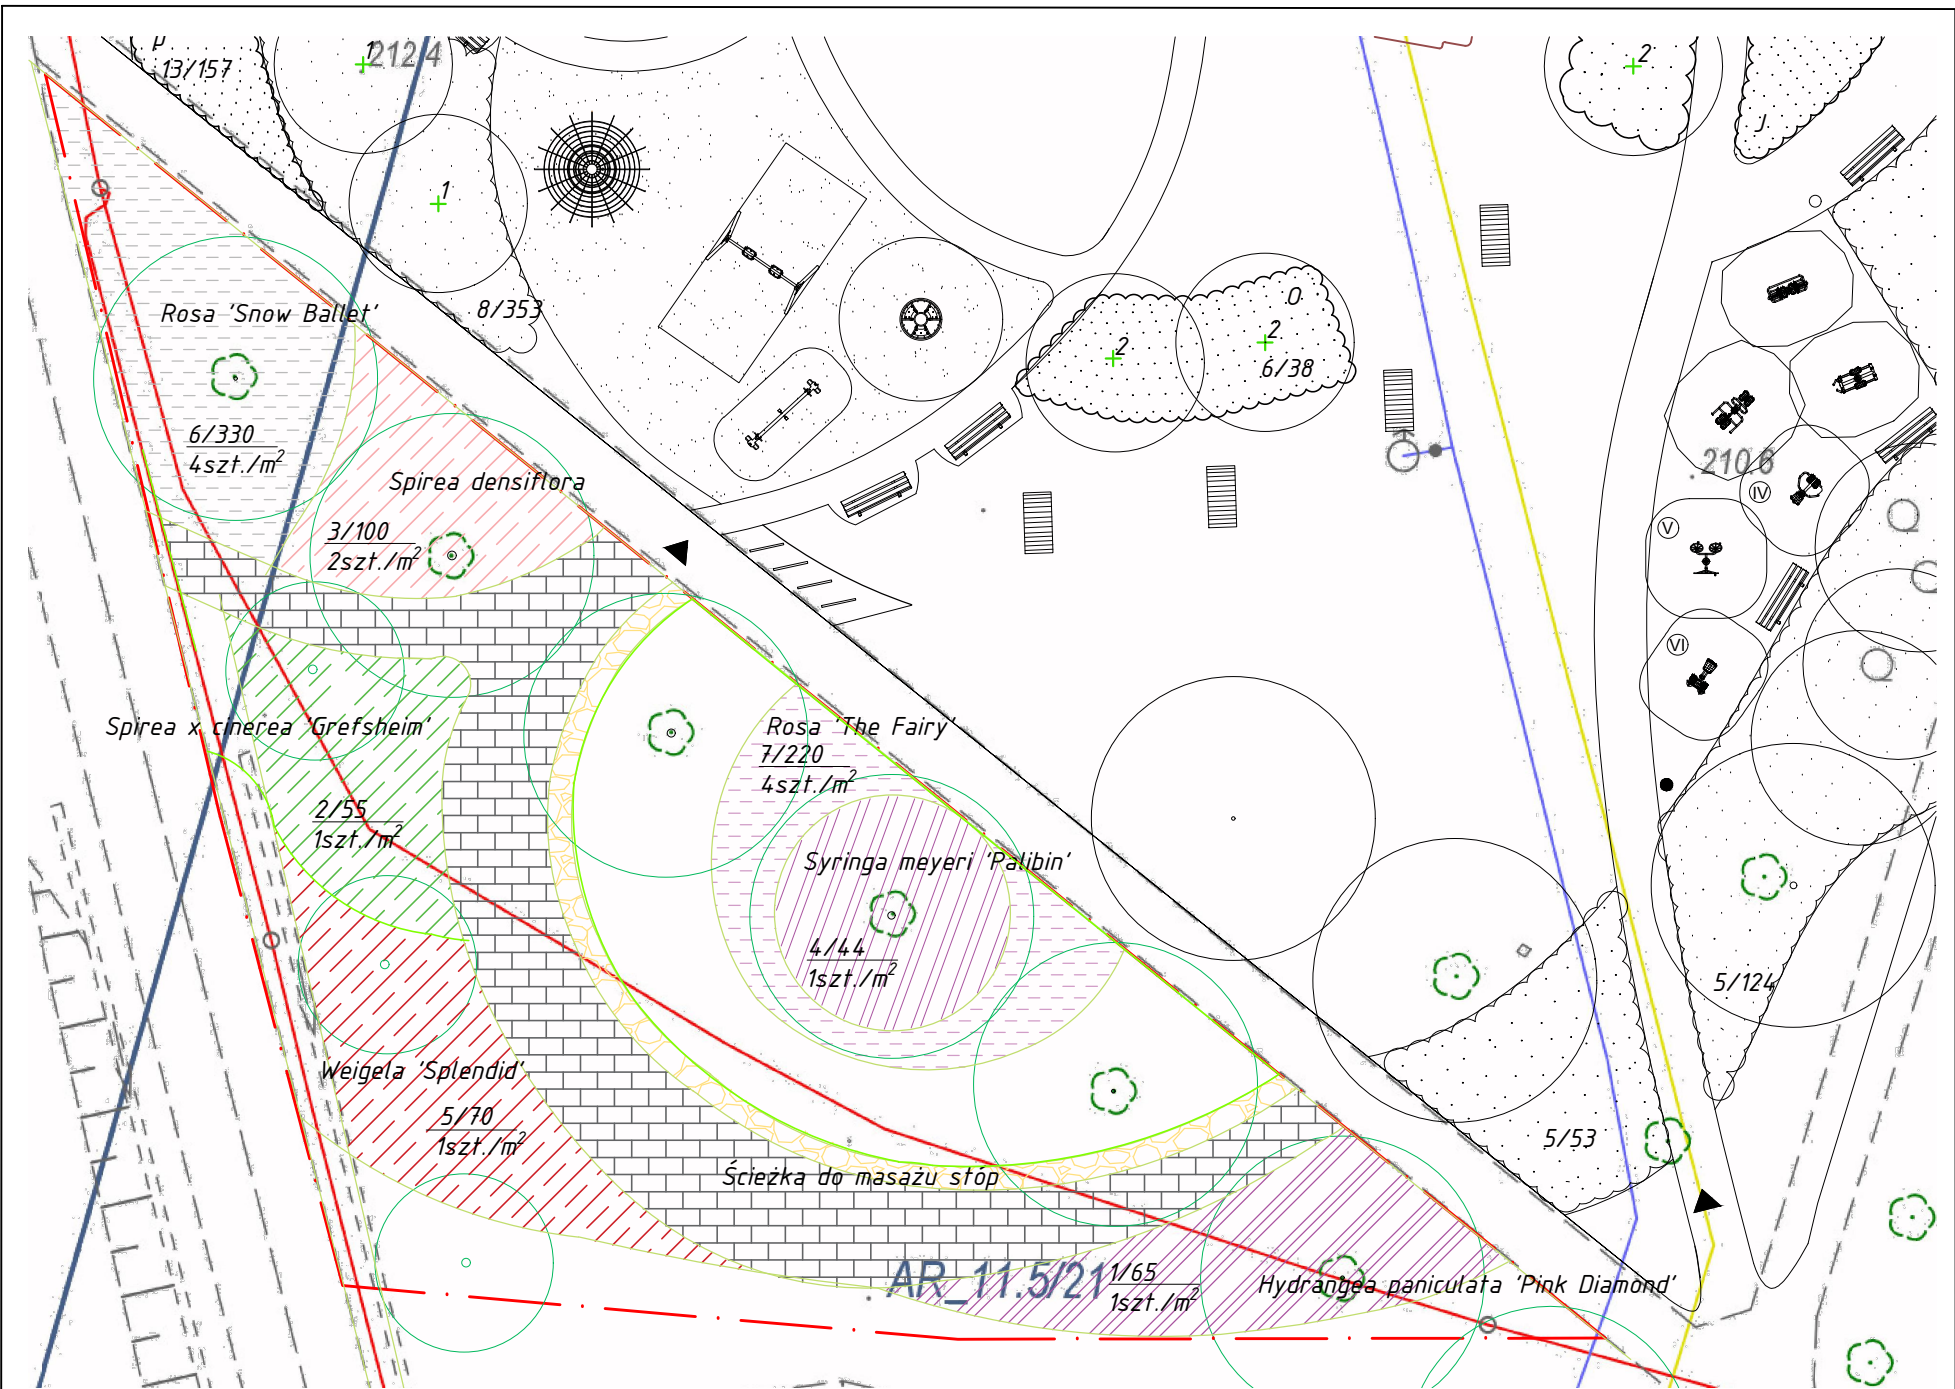 13/157
1
212.4
2
J
1
8/353
O
2
2
6/38
Rosa 'Snow Ballet'
6/330
4szt./m²
Spirea densiflora
3/100
2szt./m²
210.6
IV
V
VI
Spirea x cinerea 'Grefsheim'
2/55
1szt./m²
Rosa 'The Fairy'
7/220
4szt./m²
Syringa meyeri 'Palibin'
4/44
1szt./m²
5/124
Weigela 'Splendid'
5/70
1szt./m²
5/53
Ścieżka do masażu stóp
AR_11.5/21
1/65
1szt./m²
Hydrangea paniculata 'Pink Diamond'